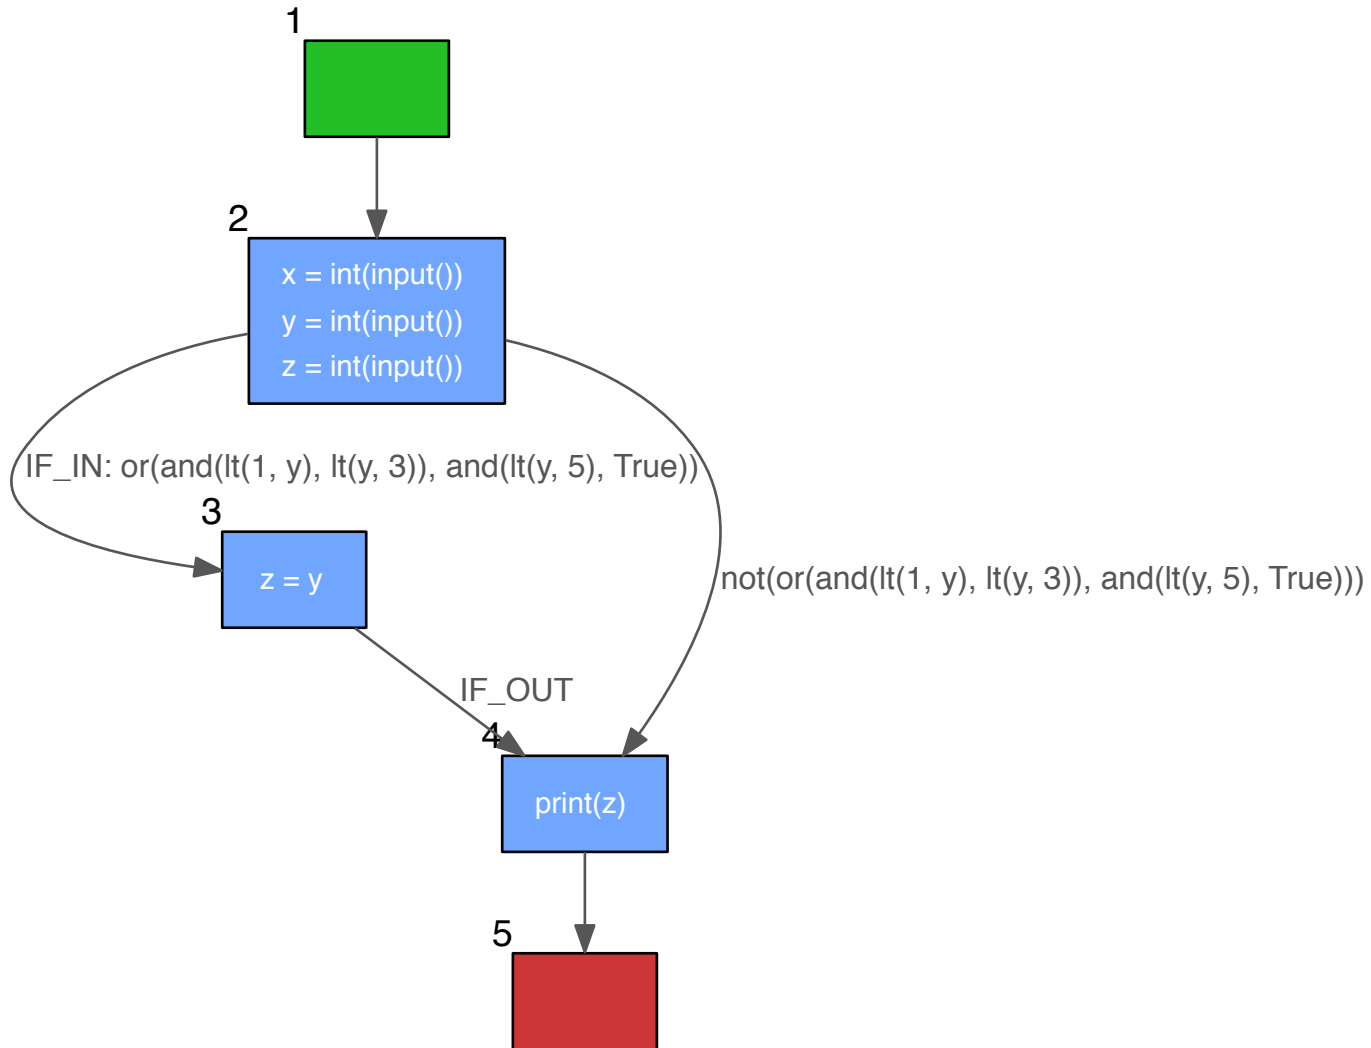 1
2
x = int(input())
y = int(input())
z = int(input())
IF_IN: or(and(lt(1, y), lt(y, 3)), and(lt(y, 5), True))
3
z = y
not(or(and(lt(1, y), lt(y, 3)), and(lt(y, 5), True)))
IF_OUT
4
print(z)
5